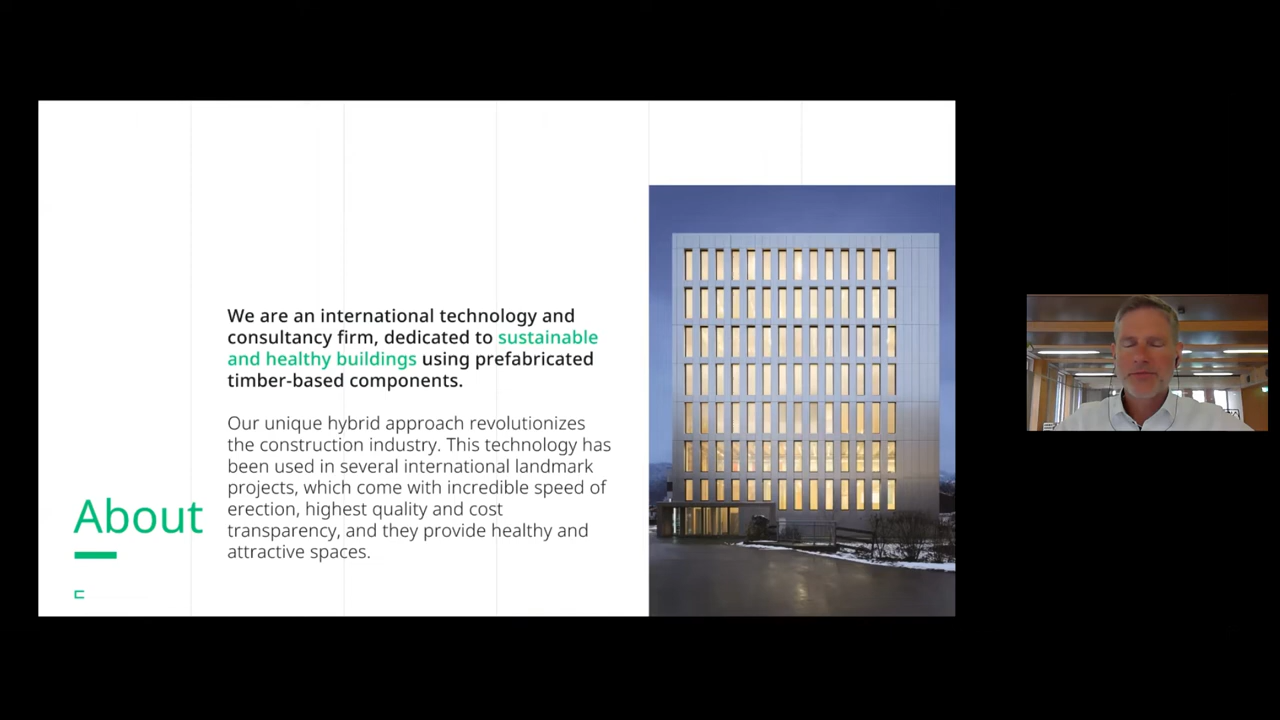 We are an international technology and
consultancy firm, dedicated to sustainable
and healthy buildings using prefabricated
timber-based components.
Our unique hybrid approach revolutionizes
the construction industry. This technology has
been used in several international landmark
projects, which come with incredible speed of
erection, highest quality and cost
transparency, and they provide healthy and
attractive spaces.
About